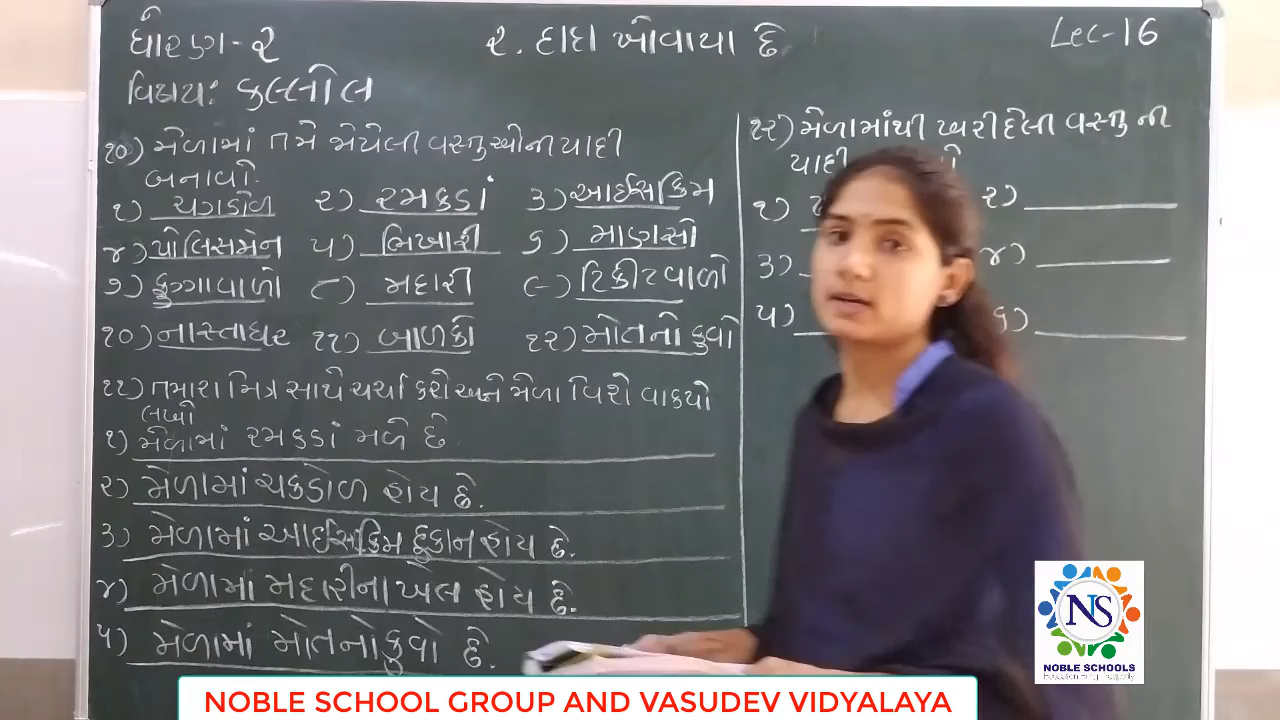 ધોરણ-૨
૨. દાદા ખોવાયા છે
Lec-16
વિષય: કલ્લોલ
૧૦) મેળામાં તમે જોયેલી વસ્તુઓની યાદી
બનાવો.
૧) ચગડોળ ૨) રમકડાં ૩) આઈસક્રિમ
૪) પોલિસમેન ૫) ભિખારી ૬) માણસો
૭) ફુગ્ગાવાળો ૮) મદારી ૯) ટિકીટવાળો
૧૦) નાસ્તાઘર ૧૧) બાળકો ૧૨) મોતનો કુવો
૧૧) તમારા મિત્ર સાથે ચર્ચા કરો અને મેળા વિશે વાકયો
લખો
૧) મેળામાં રમકડાં મળે છે
૨) મેળામાં ચકડોળ હોય છે.
૩) મેળામાં આઈસક્રિમ દુકાન હોય છે.
૪) મેળામાં મદારીના ખેલ હોય છે.
૫) મેળામાં મોતનો કુવો છે.
૧૨) મેળામાંથી ખરીદેલી વસ્તુ ની
યાદી
૧) ૨)
૩) ૪)
૫) ૬)
NS
NOBLE SCHOOLS
NOBLE SCHOOL GROUP AND VASUDEV VIDYALAYA